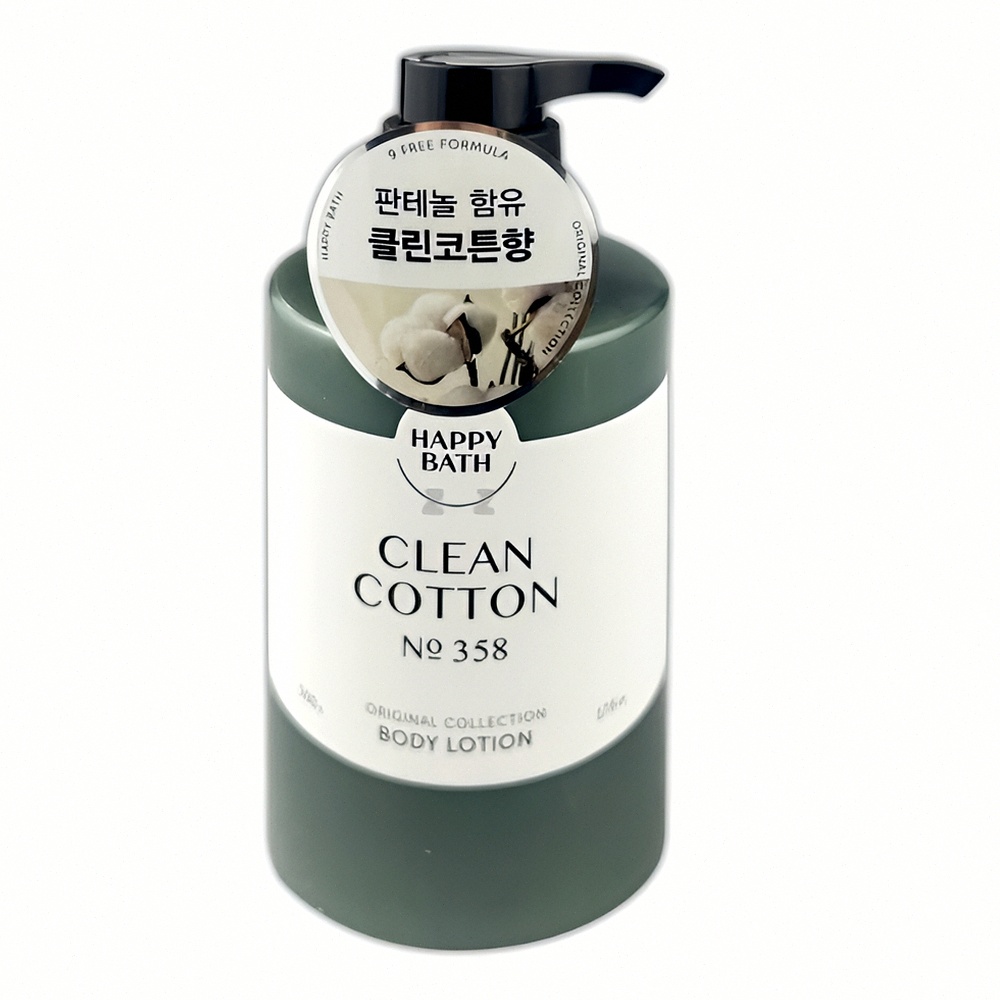 9 FREE FORMULA
HAPPY BATH
판테놀 함유
클린코튼향
ORIGINAL COLLECTION
HAPPY
BATH
CLEAN
COTTON
Nº 358
ORIGINAL COLLECTION
BODY LOTION